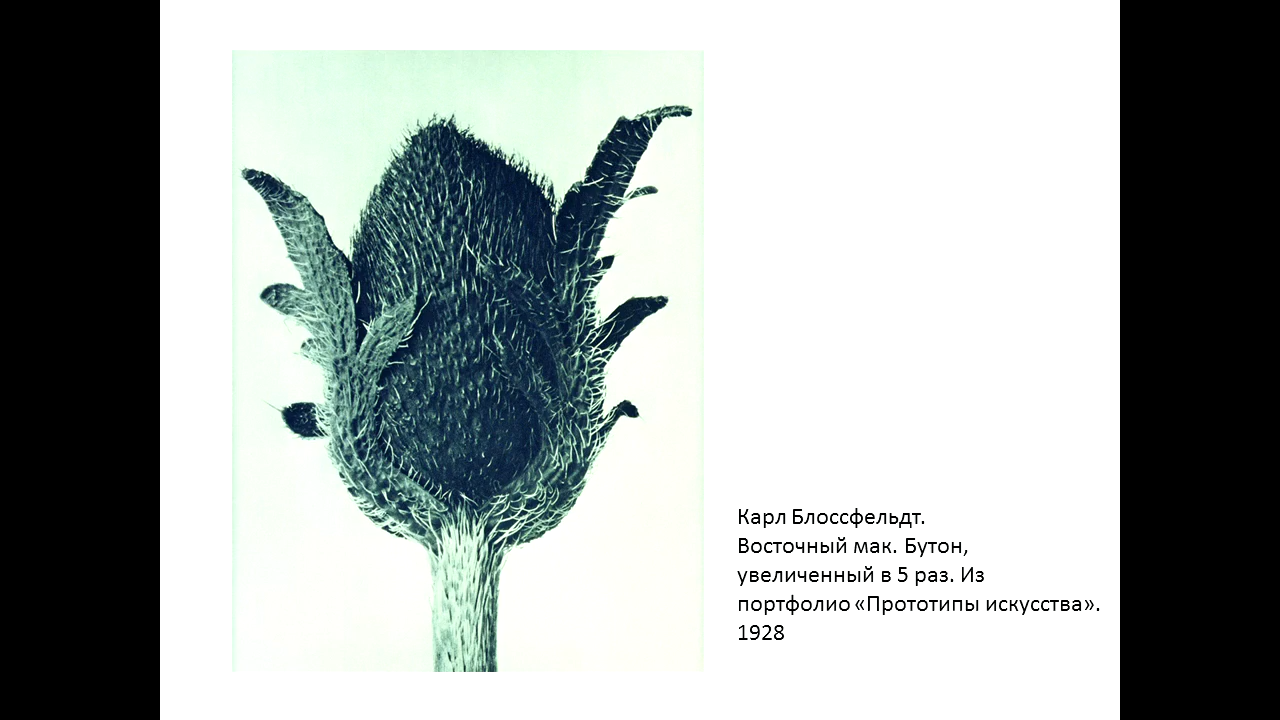 Карл Блоссфельдт.
Восточный мак. Бутон,
увеличенный в 5 раз. Из
портфолио «Прототипы искусства».
1928